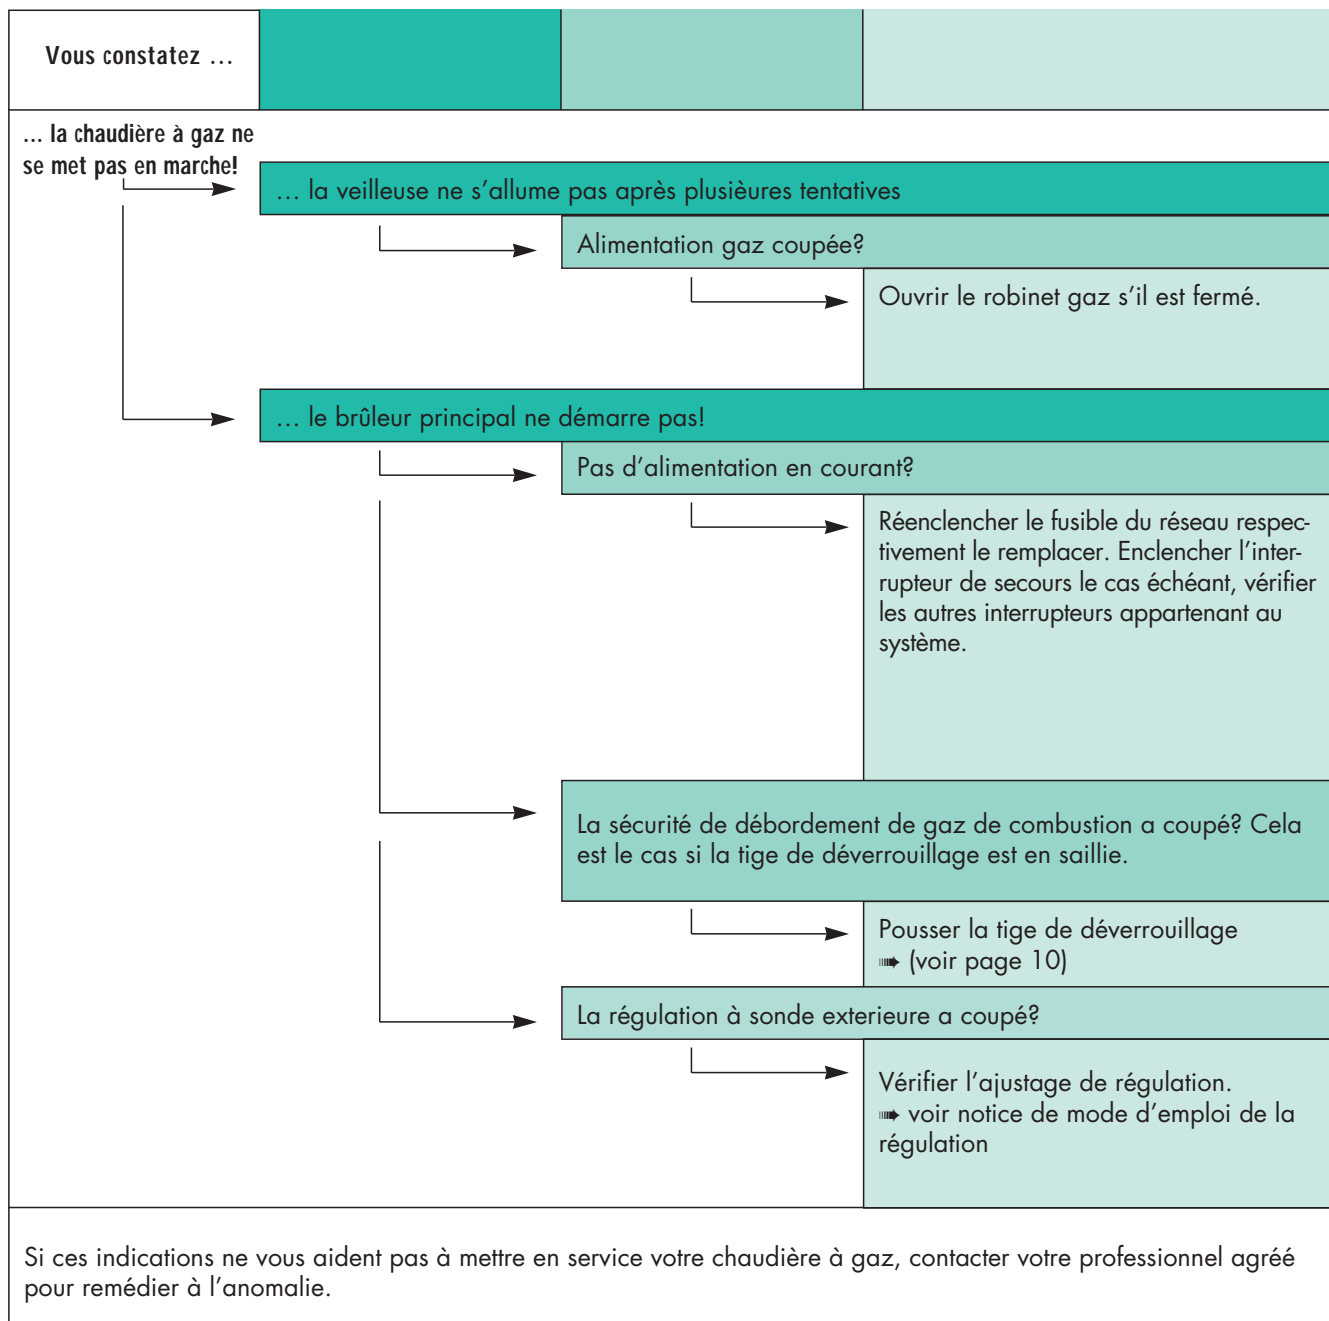 Vous constatez ...
... la chaudière à gaz ne
se met pas en marche!
... la veilleuse ne s’allume pas après plusièures tentatives
Alimentation gaz coupée?
Ouvrir le robinet gaz s’il est fermé.
... le brûleur principal ne démarre pas!
Pas d’alimentation en courant?
Réenclencher le fusible du réseau respec-
tivement le remplacer. Enclencher l’inter-
rupteur de secours le cas échéant, vérifier
les autres interrupteurs appartenant au
système.
La sécurité de débordement de gaz de combustion a coupé? Cela
est le cas si la tige de déverrouillage est en saillie.
Pousser la tige de déverrouillage
➠ (voir page 10)
La régulation à sonde exterieure a coupé?
Vérifier l’ajustage de régulation.
➠ voir notice de mode d’emploi de la
régulation
Si ces indications ne vous aident pas à mettre en service votre chaudière à gaz, contacter votre professionnel agréé
pour remédier à l’anomalie.